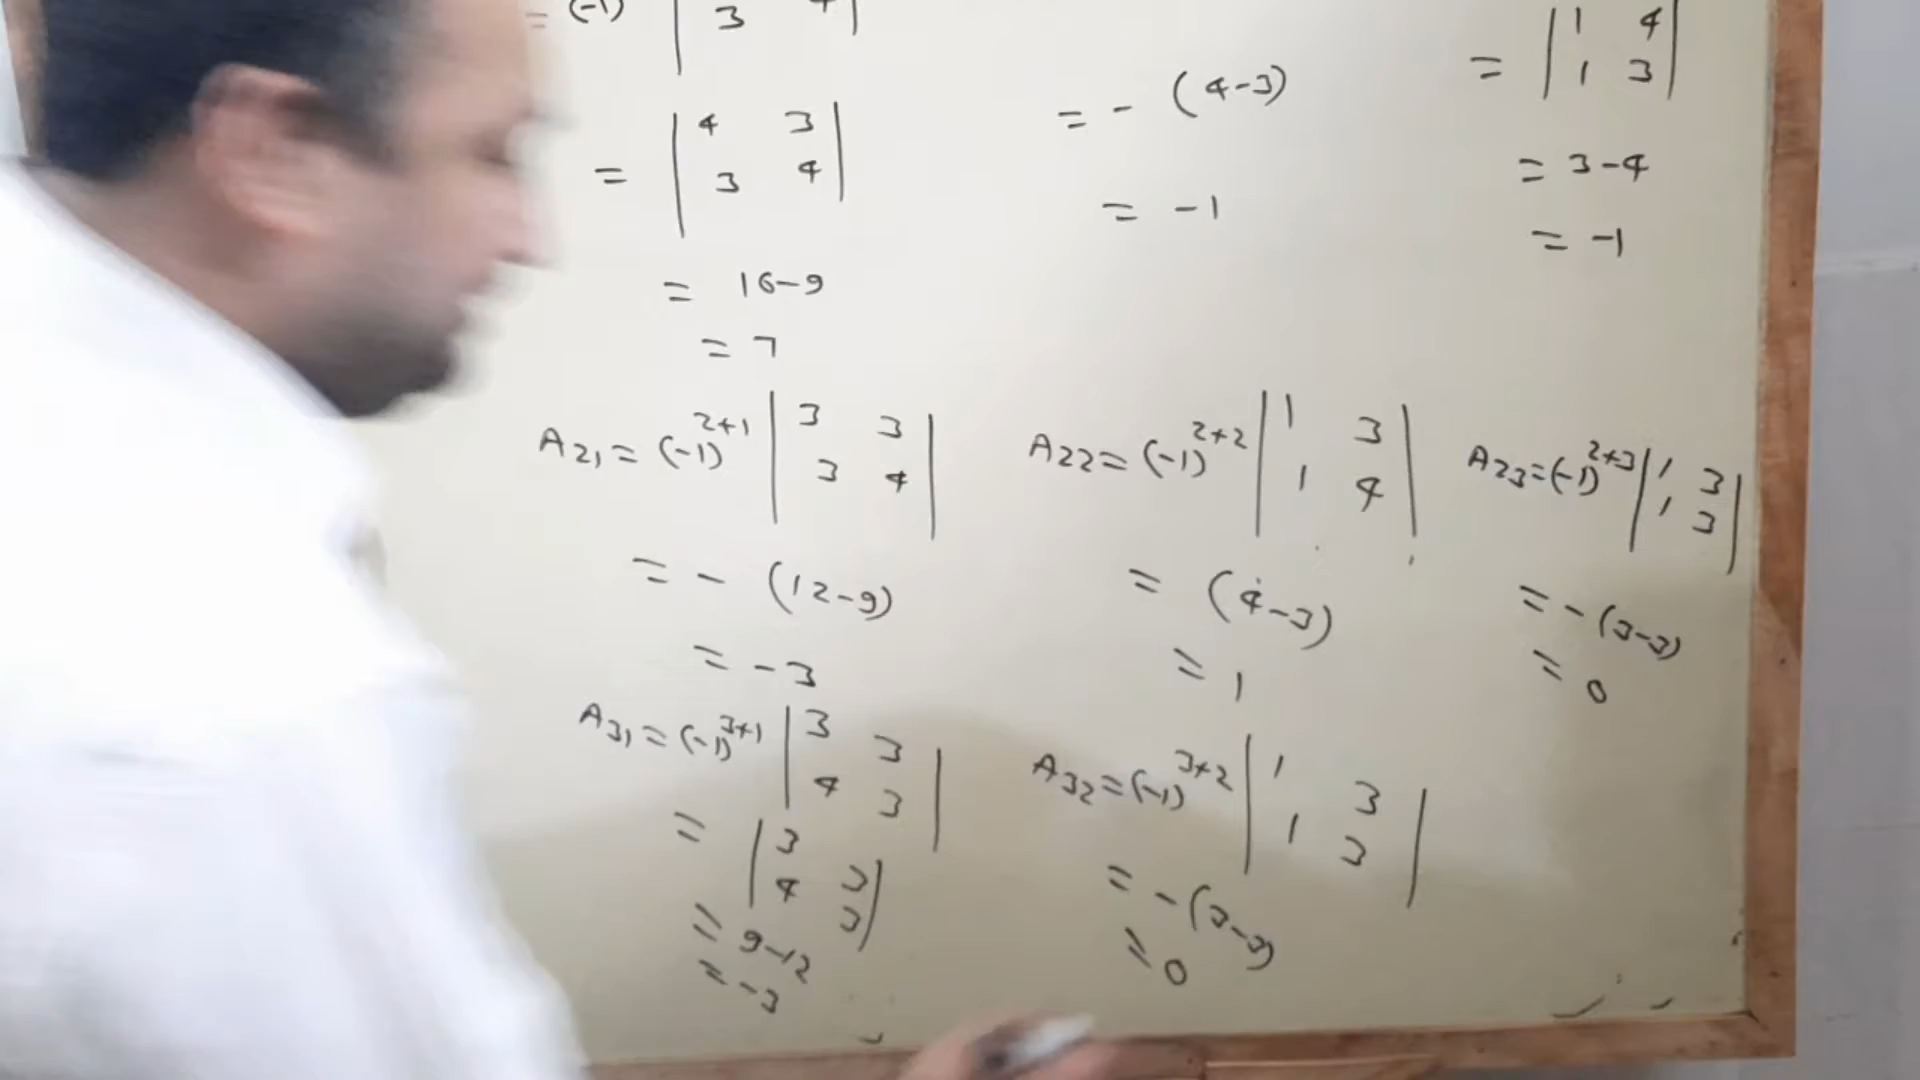 = (-1) | 3 4 |
= | 4 3 |
| 3 4 |
= 16-9
= 7
= - (4-3)
= -1
= | 1 4 |
| 1 3 |
= 3-4
= -1
A21 = (-1)^2+1 | 3 3 |
| 3 4 |
= - (12-9)
= -3
A22 = (-1)^2+2 | 1 3 |
| 1 4 |
= (4-3)
= 1
A23 = (-1)^2+3 | 1 3 |
| 1 3 |
= - (3-3)
= 0
A31 = (-1)^3+1 | 3 3 |
| 4 3 |
= | 3 3 |
| 4 3 |
= 9-12
= -3
A32 = (-1)^3+2 | 1 3 |
| 1 3 |
= - (3-3)
= 0